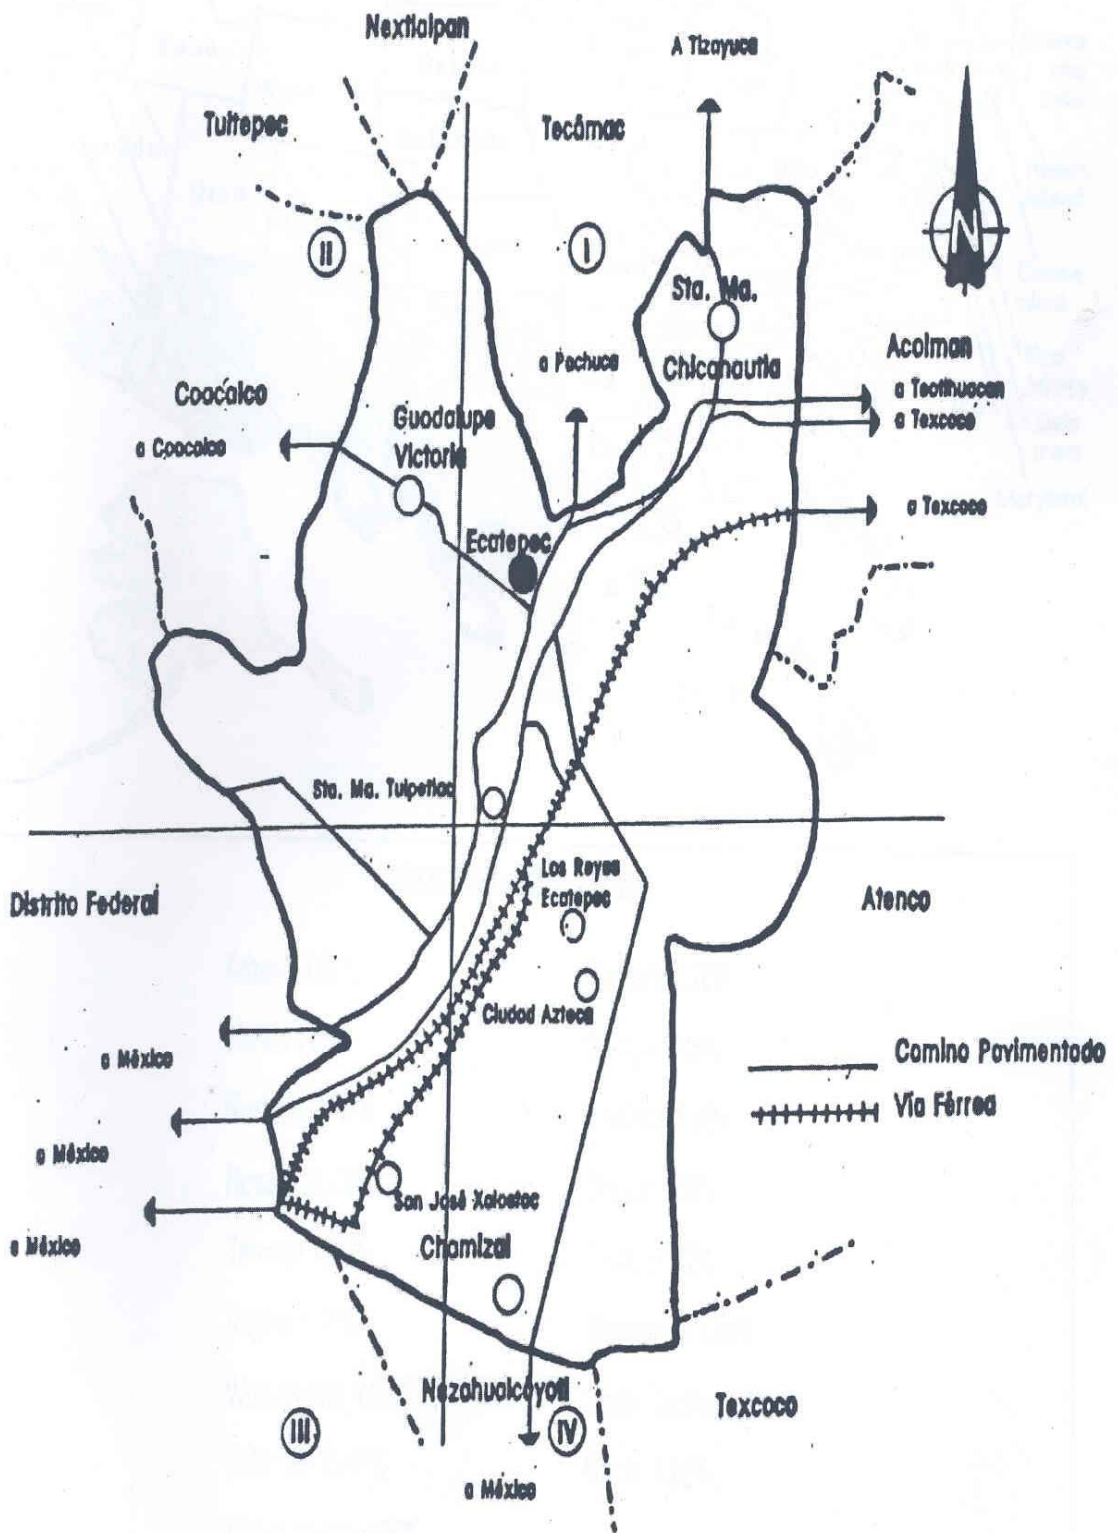 Nextlalpan
A Tizayuca
Tultepec
Tecámac
N
II
I
Sta. Ma.
Chiconautla
a Pachuca
Acolman
a Teotihuacan
a Texcoco
Coacalco
Guadalupe
Victoria
a Coacalco
a Texcoco
Ecatepec
Sta. Ma. Tulpetlac
Los Reyes
Ecatepec
Distrito Federal
Atenco
Ciudad Azteca
Camino Pavimentado
a México
Vía Férrea
a México
San José Xalostoc
a México
Chamizal
Nezahualcoyotl
Texcoco
III
IV
a México